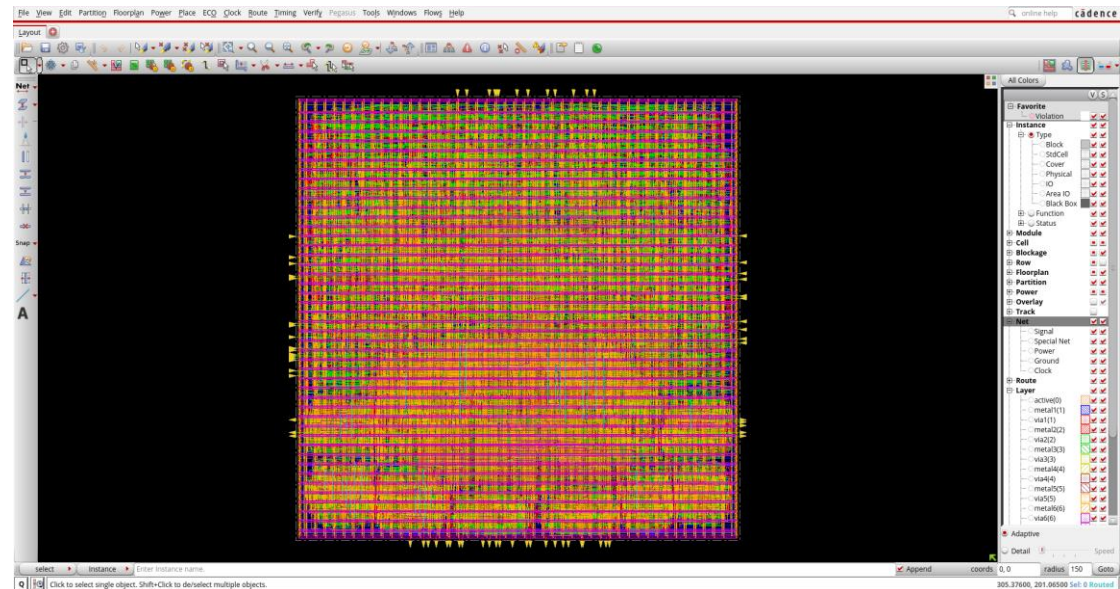 File View Edit Partition Floorplan Power Place ECO Clock Route Timing Verify Pegasus Tools Windows Flows Help
online help cādence
Layout
All Colors
Net
V S
Favorite
Violation
Instance
Type
Block
StdCell
Cover
Physical
IO
Area IO
Black Box
Function
Status
Module
Snap
Cell
Blockage
Row
Floorplan
Partition
Power
Overlay
Track
A
Net
Signal
Special Net
Power
Ground
Clock
Route
Layer
active(0)
metal1(1)
via1(1)
metal2(2)
via2(2)
metal3(3)
via3(3)
metal4(4)
via4(4)
metal5(5)
via5(5)
metal6(6)
via6(6)
Adaptive
Detail Speed
select Instance Enter Instance name. Append coords 0, 0 radius 150 Goto
Q Click to select single object. Shift+Click to de/select multiple objects. 305.37600, 201.06500 Sel: 0 Routed